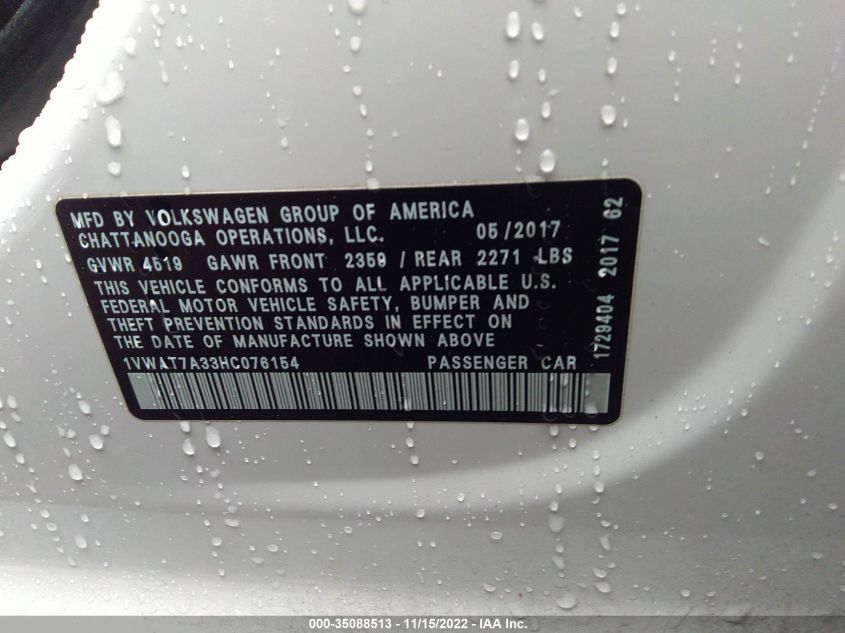 MFD BY VOLKSWAGEN GROUP OF AMERICA
CHATTANOOGA OPERATIONS, LLC. 05/2017
GVWR 4519 GAWR FRONT 2359 / REAR 2271 LBS
THIS VEHICLE CONFORMS TO ALL APPLICABLE U.S.
FEDERAL MOTOR VEHICLE SAFETY, BUMPER AND
THEFT PREVENTION STANDARDS IN EFFECT ON
THE DATE OF MANUFACTURE SHOWN ABOVE
1VWAT7A33HC076154 PASSENGER CAR
1729404 2017 62
000-35088513 - 11/15/2022 - IAA Inc.